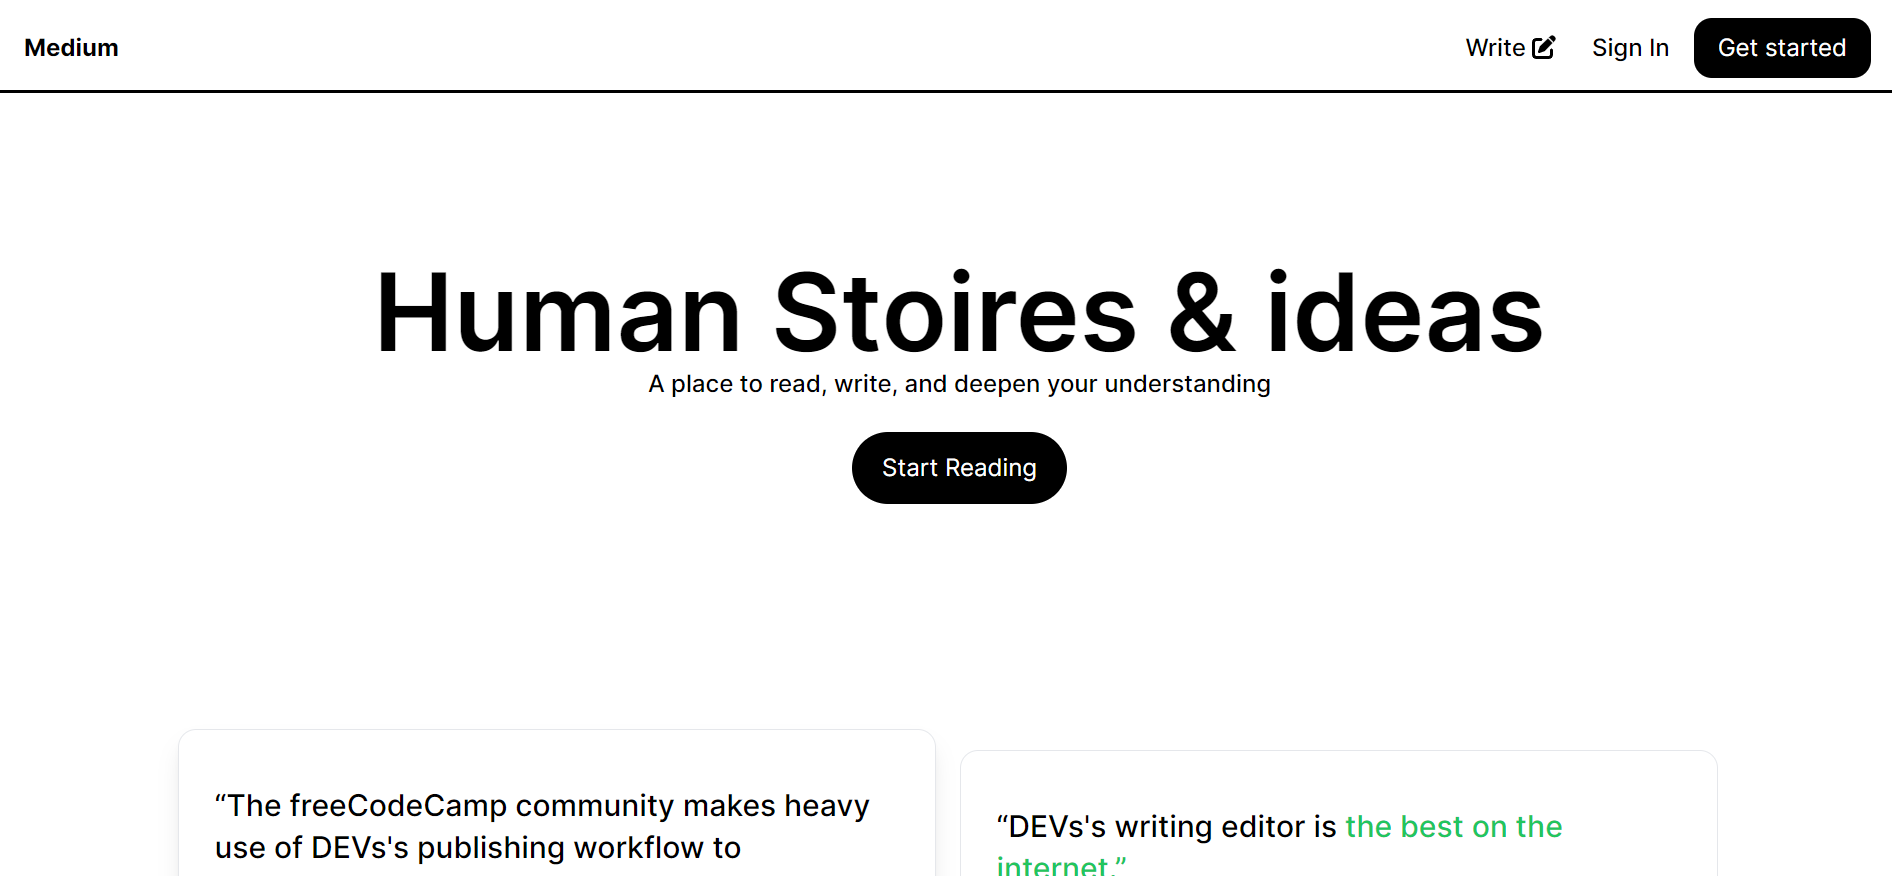 Medium
Write
Sign In
Get started
Human Stoires & ideas
A place to read, write, and deepen your understanding
Start Reading
“The freeCodeCamp community makes heavy
use of DEVs's publishing workflow to
“DEVs's writing editor is the best on the
internet.”